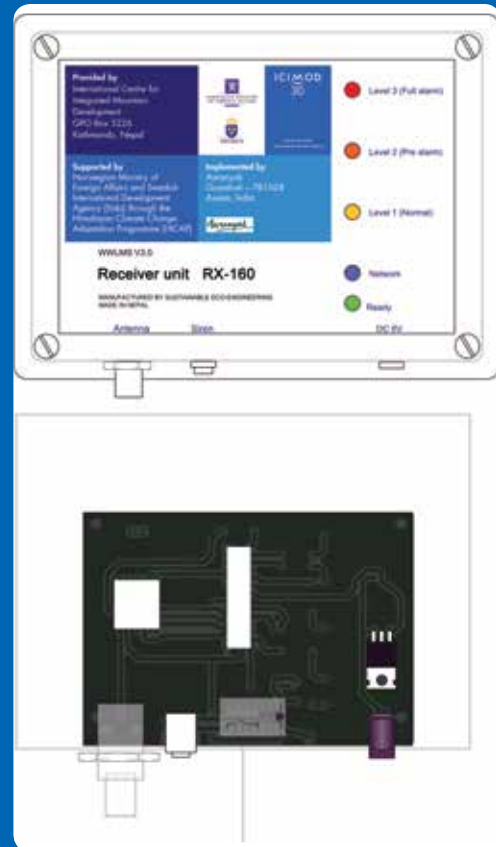 Provided by
International Centre for
Integrated Mountain
Development
GPO Box 3226
Kathmandu, Nepal
ICIMOD
30
Supported by
Norwegian Ministry of
Foreign Affairs and Swedish
International Development
Agency (Sida) through the
Himalayan Climate Change
Adaptation Programme (HICAP)
Implemented by
Aaranyak
Guwahati – 781028
Assam, India
Aaranyak
Level 3 (Full alarm)
Level 2 (Pre alarm)
Level 1 (Normal)
Network
Ready
WWLMS V3.0
Receiver unit RX-160
MANUFACTURED BY SUSTAINABLE ECO-ENGINEERING
MADE IN NEPAL
Antenna
Siren
DC 6V